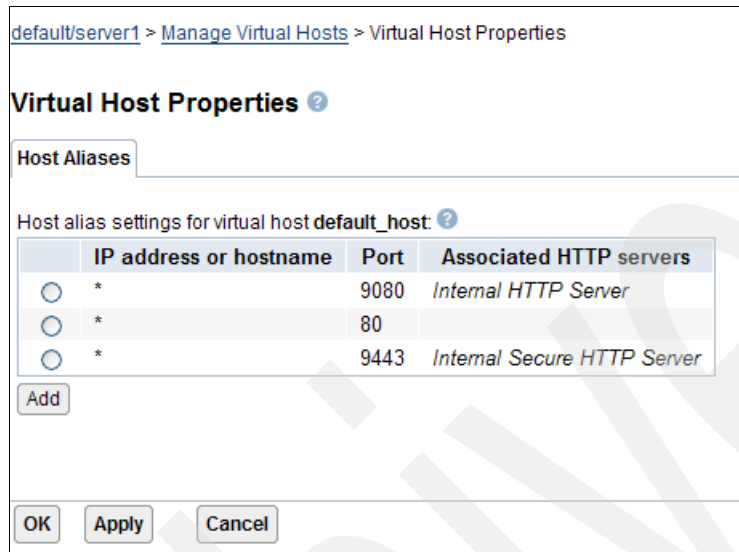 default/server1 > Manage Virtual Hosts > Virtual Host Properties
Virtual Host Properties ?
Host Aliases
Host alias settings for virtual host default_host: ?
IP address or hostname Port Associated HTTP servers
* 9080 Internal HTTP Server
* 80
* 9443 Internal Secure HTTP Server
Add
OK Apply Cancel